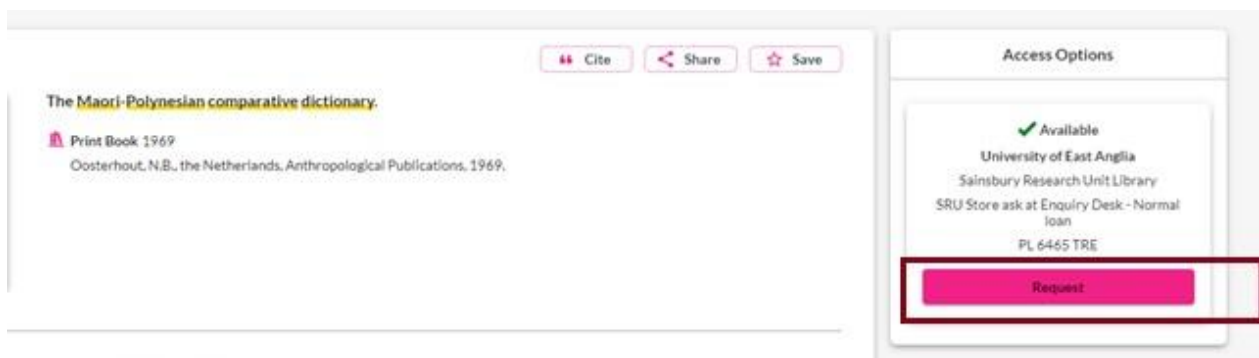 Cite
Share
Save
The Maori-Polynesian comparative dictionary.
Print Book 1969
Oosterhout, N.B., the Netherlands, Anthropological Publications, 1969.
Access Options
Available
University of East Anglia
Sainsbury Research Unit Library
SRU Store ask at Enquiry Desk - Normal
loan
PL 6465 TRE
Request